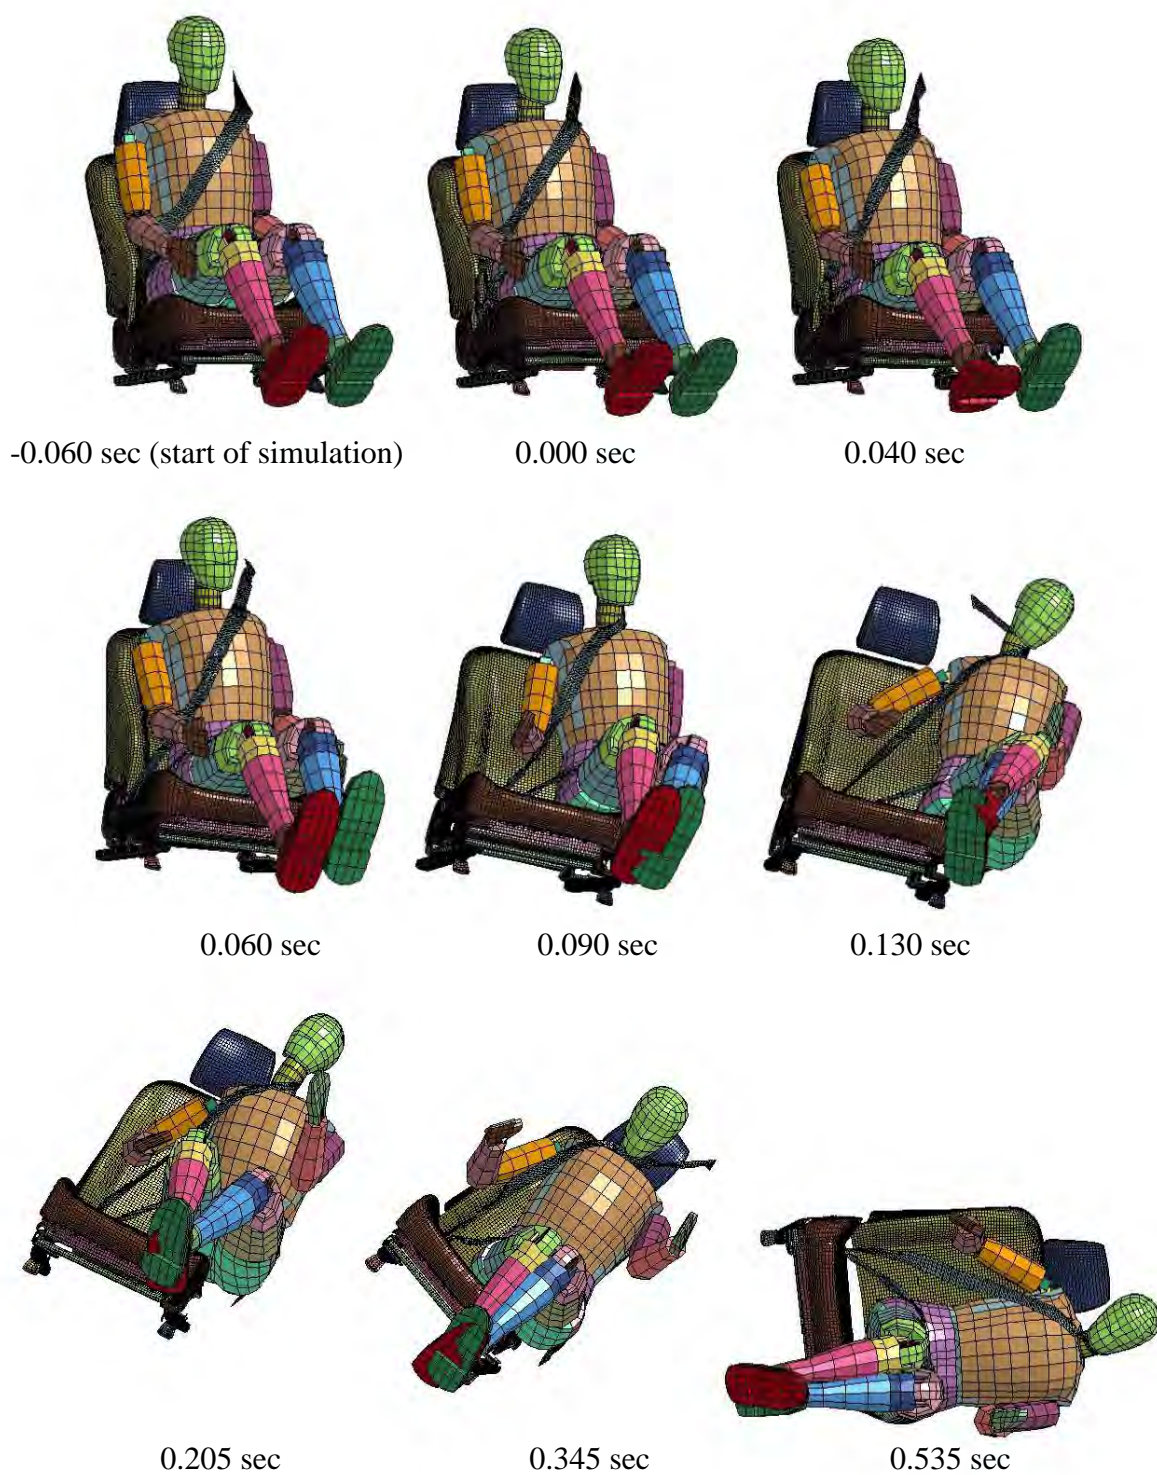 -0.060 sec (start of simulation)
0.000 sec
0.040 sec
0.060 sec
0.090 sec
0.130 sec
0.205 sec
0.345 sec
0.535 sec